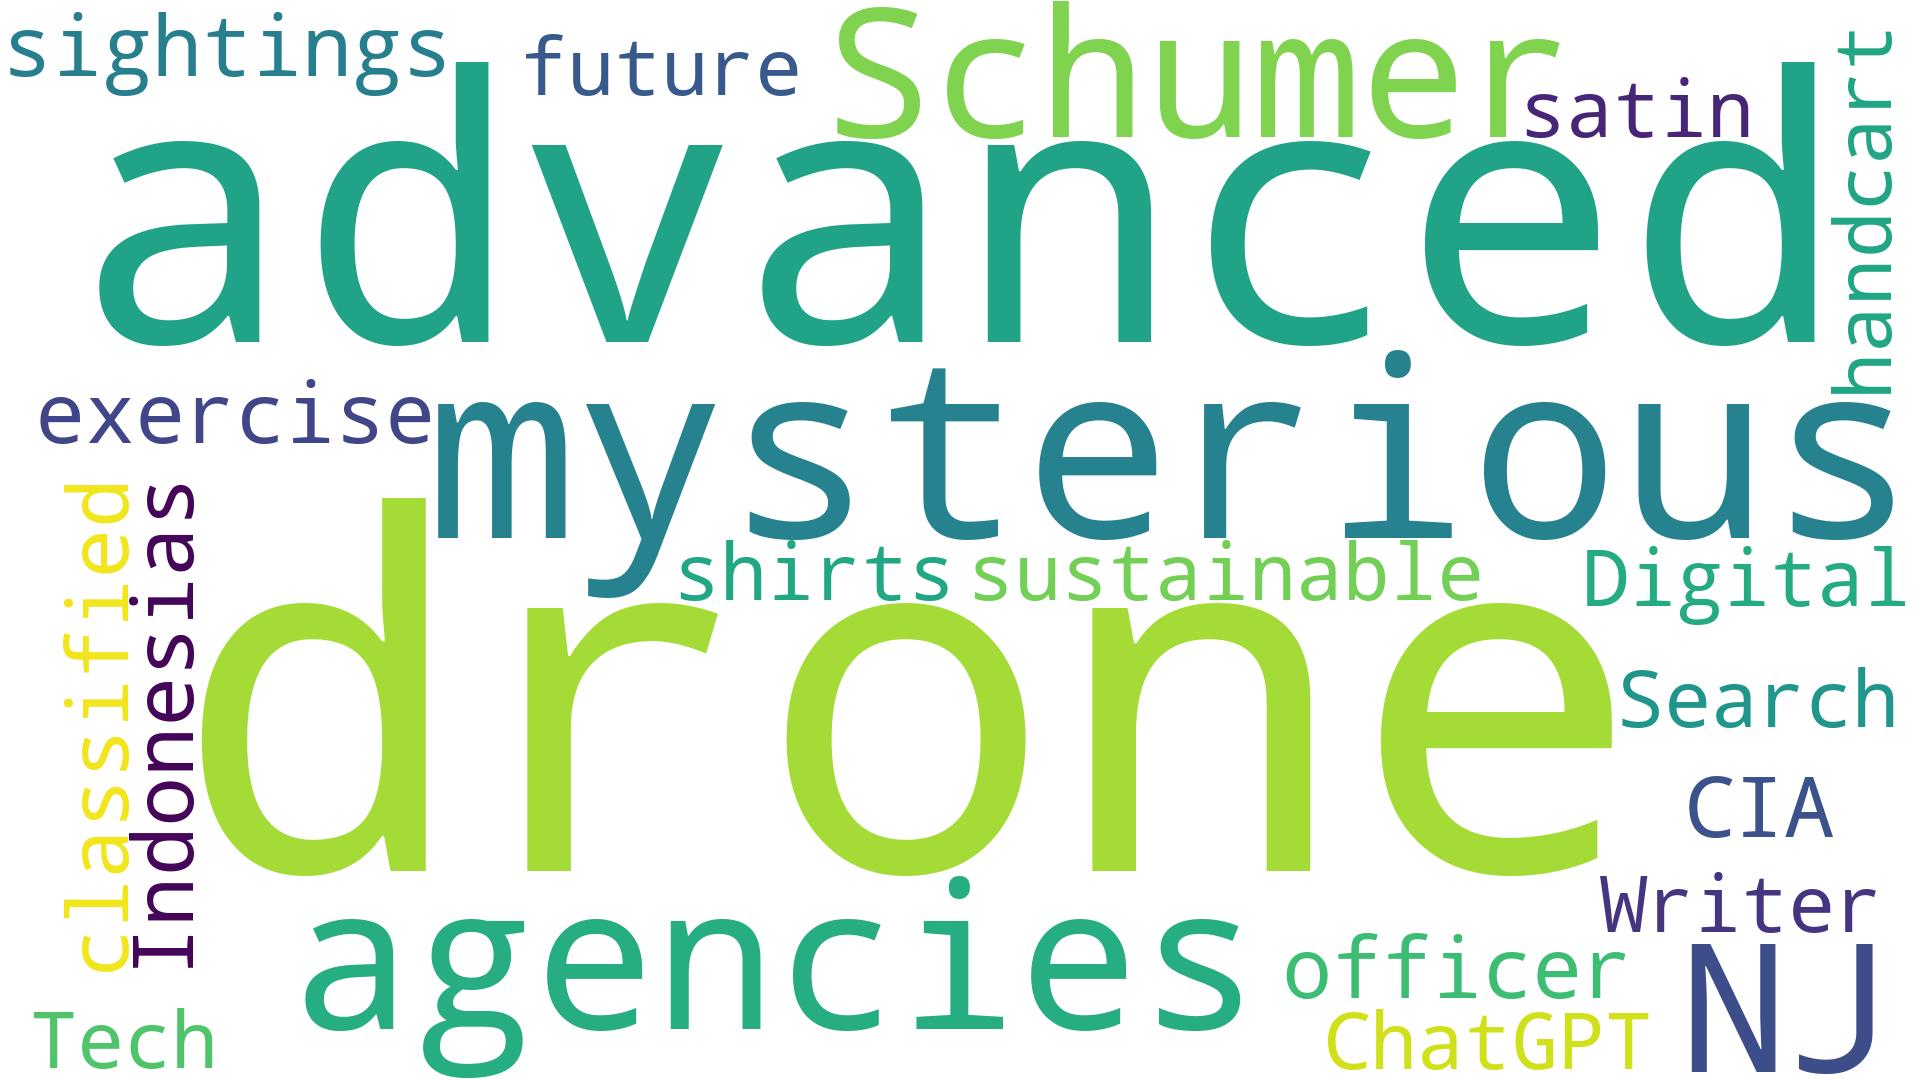 sightings
future
Schumer
satin
handcart
advanced
exercise
mysterious
classified
Indonesias
shirts
sustainable
Digital
drone
Search
CIA
Writer
agencies
officer
NJ
Tech
ChatGPT